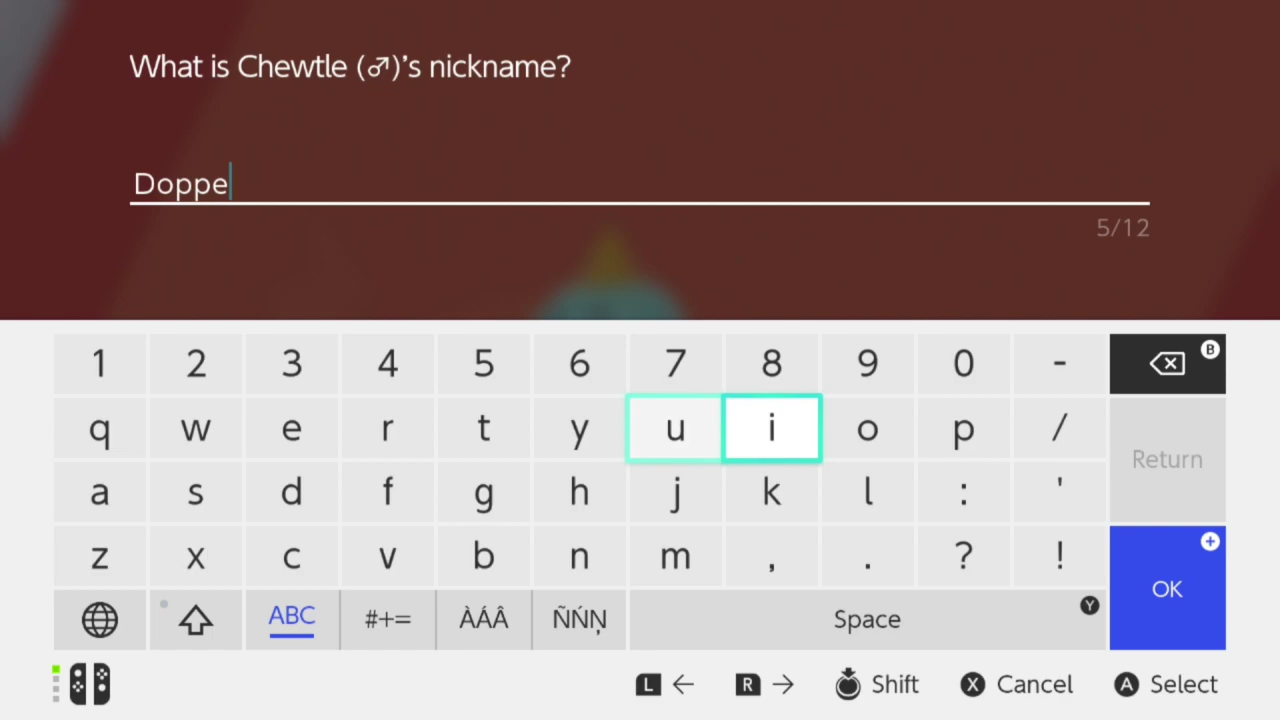 What is Chewtle (♂)'s nickname?
Doppe
5/12
1 2 3 4 5 6 7 8 9 0 - B
q w e r t y u i o p / Return
a s d f g h j k l : '
z x c v b n m , . ? ! +
OK
ABC #+= ÀÁÂ ÑŃŅ Space Y
L ← R → Shift X Cancel A Select